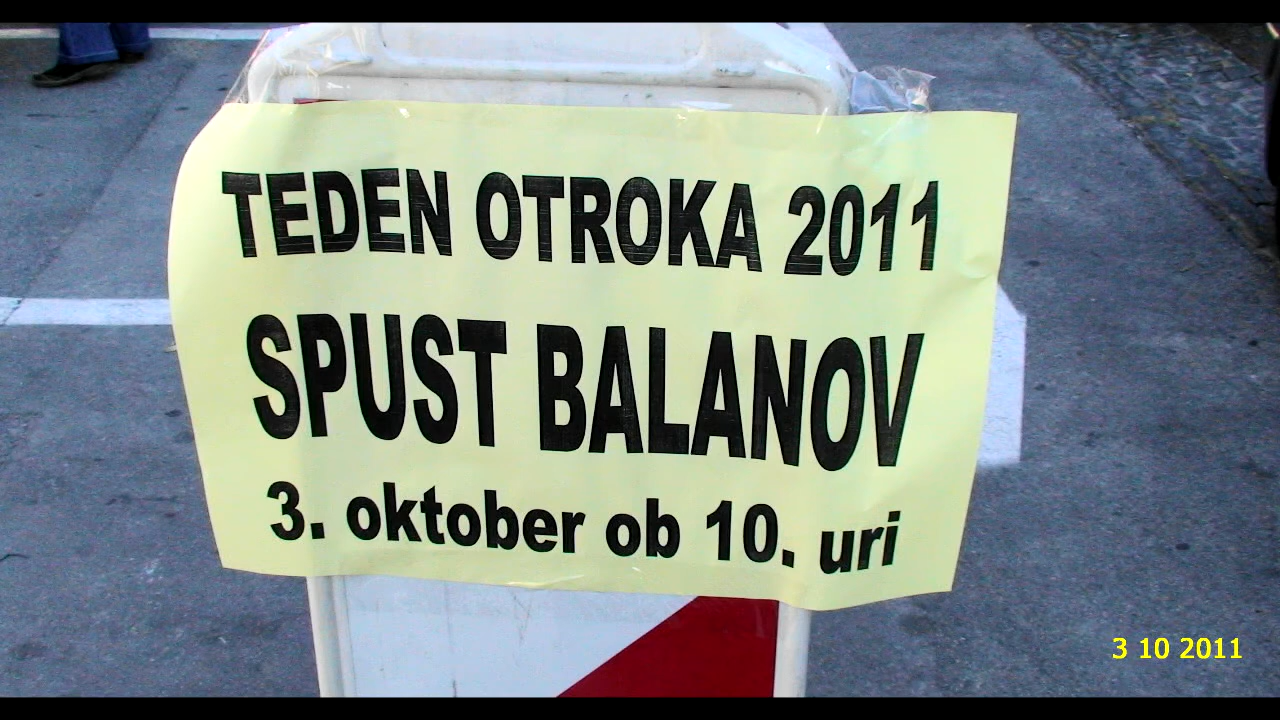 TEDEN OTROKA 2011
SPUST BALANOV
3. oktober ob 10. uri
3 10 2011